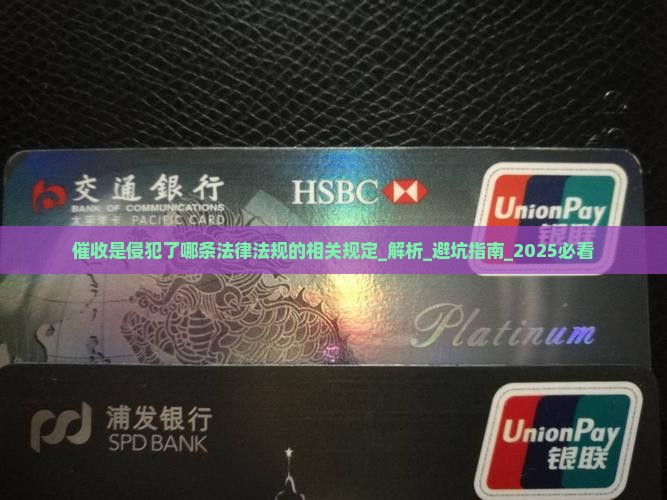 交通銀行
BANK OF COMMUNICATIONS
太平洋卡 PACIFIC CARD
HSBC
UnionPay
银联
催收是侵犯了哪条法律法规的相关规定_解析_避坑指南_2025必看
Platinum
浦发银行
SPD BANK
UnionPay
银联